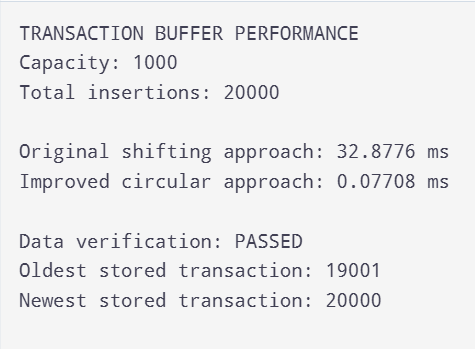 TRANSACTION BUFFER PERFORMANCE
Capacity: 1000
Total insertions: 20000
Original shifting approach: 32.8776 ms
Improved circular approach: 0.07708 ms
Data verification: PASSED
Oldest stored transaction: 19001
Newest stored transaction: 20000